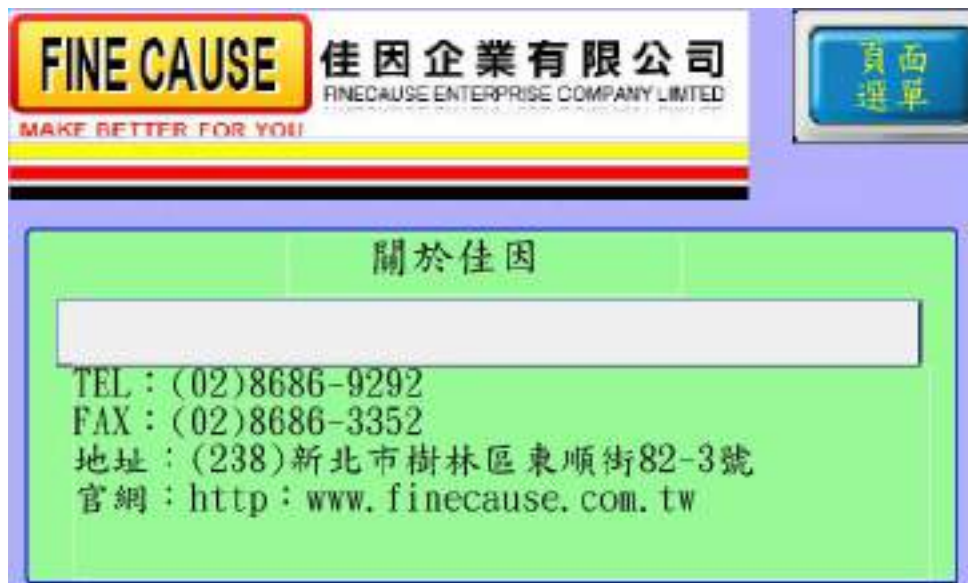 FINE CAUSE
佳因企業有限公司
FINECAUSE ENTERPRISE COMPANY LIMTED
MAKE BETTER FOR YOU
頁面
選單
關於佳因
TEL：(02)8686-9292
FAX：(02)8686-3352
地址：(238)新北市樹林區東順街82-3號
官網：http：www.finecause.com.tw